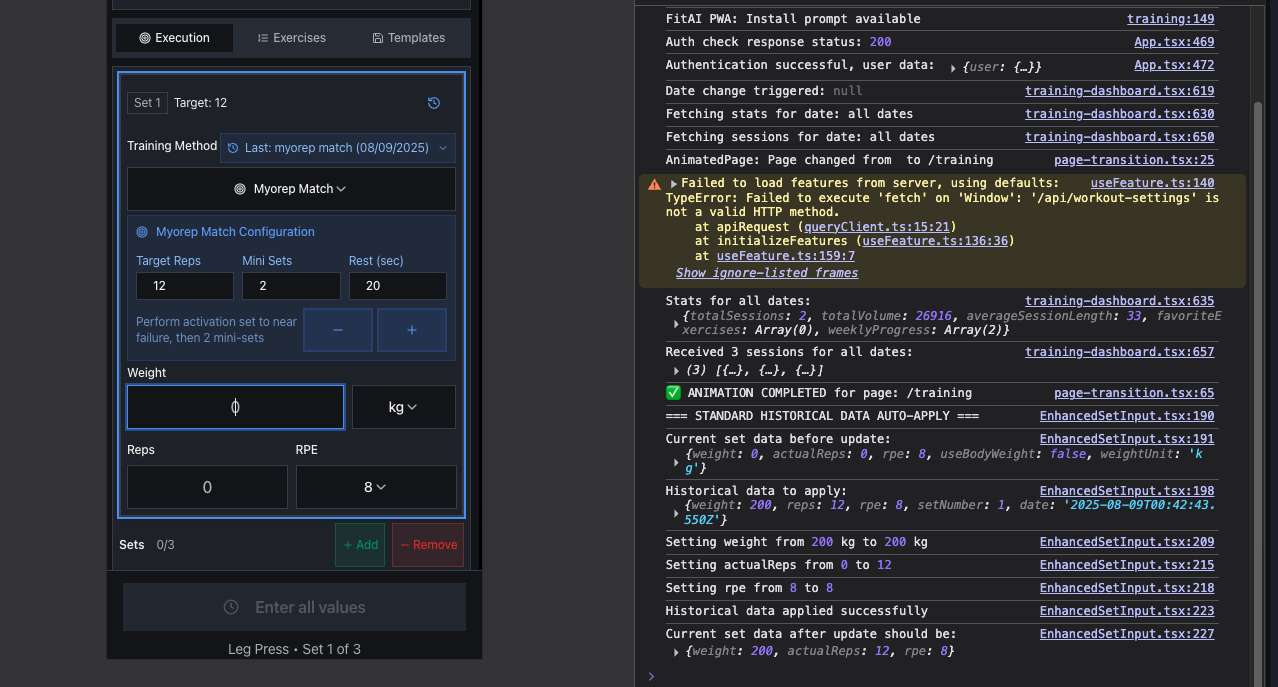 Execution
Exercises
Templates
Set 1
Target: 12
Training Method
Last: myorep match (08/09/2025)
Myorep Match
Myorep Match Configuration
Target Reps
Mini Sets
Rest (sec)
12
2
20
Perform activation set to near
failure, then 2 mini-sets
−
+
Weight
0
kg
Reps
RPE
0
8
Sets
0/3
+ Add
− Remove
Enter all values
Leg Press • Set 1 of 3
FitAI PWA: Install prompt available training:149
Auth check response status: 200 App.tsx:469
Authentication successful, user data: {user: {…}} App.tsx:472
Date change triggered: null training-dashboard.tsx:619
Fetching stats for date: all dates training-dashboard.tsx:630
Fetching sessions for date: all dates training-dashboard.tsx:650
AnimatedPage: Page changed from to /training page-transition.tsx:25
Failed to load features from server, using defaults: useFeature.ts:140
TypeError: Failed to execute 'fetch' on 'Window': '/api/workout-settings' is
not a valid HTTP method.
at apiRequest (queryClient.ts:15:21)
at initializeFeatures (useFeature.ts:136:36)
at useFeature.ts:159:7
Show ignore-listed frames
Stats for all dates: training-dashboard.tsx:635
{totalSessions: 2, totalVolume: 26916, averageSessionLength: 33, favoriteE
xercises: Array(0), weeklyProgress: Array(2)}
Received 3 sessions for all dates: training-dashboard.tsx:657
(3) [{…}, {…}, {…}]
✅ ANIMATION COMPLETED for page: /training page-transition.tsx:65
=== STANDARD HISTORICAL DATA AUTO-APPLY === EnhancedSetInput.tsx:190
Current set data before update: EnhancedSetInput.tsx:191
{weight: 0, actualReps: 0, rpe: 8, useBodyWeight: false, weightUnit: 'k
g'}
Historical data to apply: EnhancedSetInput.tsx:198
{weight: 200, reps: 12, rpe: 8, setNumber: 1, date: '2025-08-09T00:42:43.
550Z'}
Setting weight from 200 kg to 200 kg EnhancedSetInput.tsx:209
Setting actualReps from 0 to 12 EnhancedSetInput.tsx:215
Setting rpe from 8 to 8 EnhancedSetInput.tsx:218
Historical data applied successfully EnhancedSetInput.tsx:223
Current set data after update should be: EnhancedSetInput.tsx:227
{weight: 200, actualReps: 12, rpe: 8}